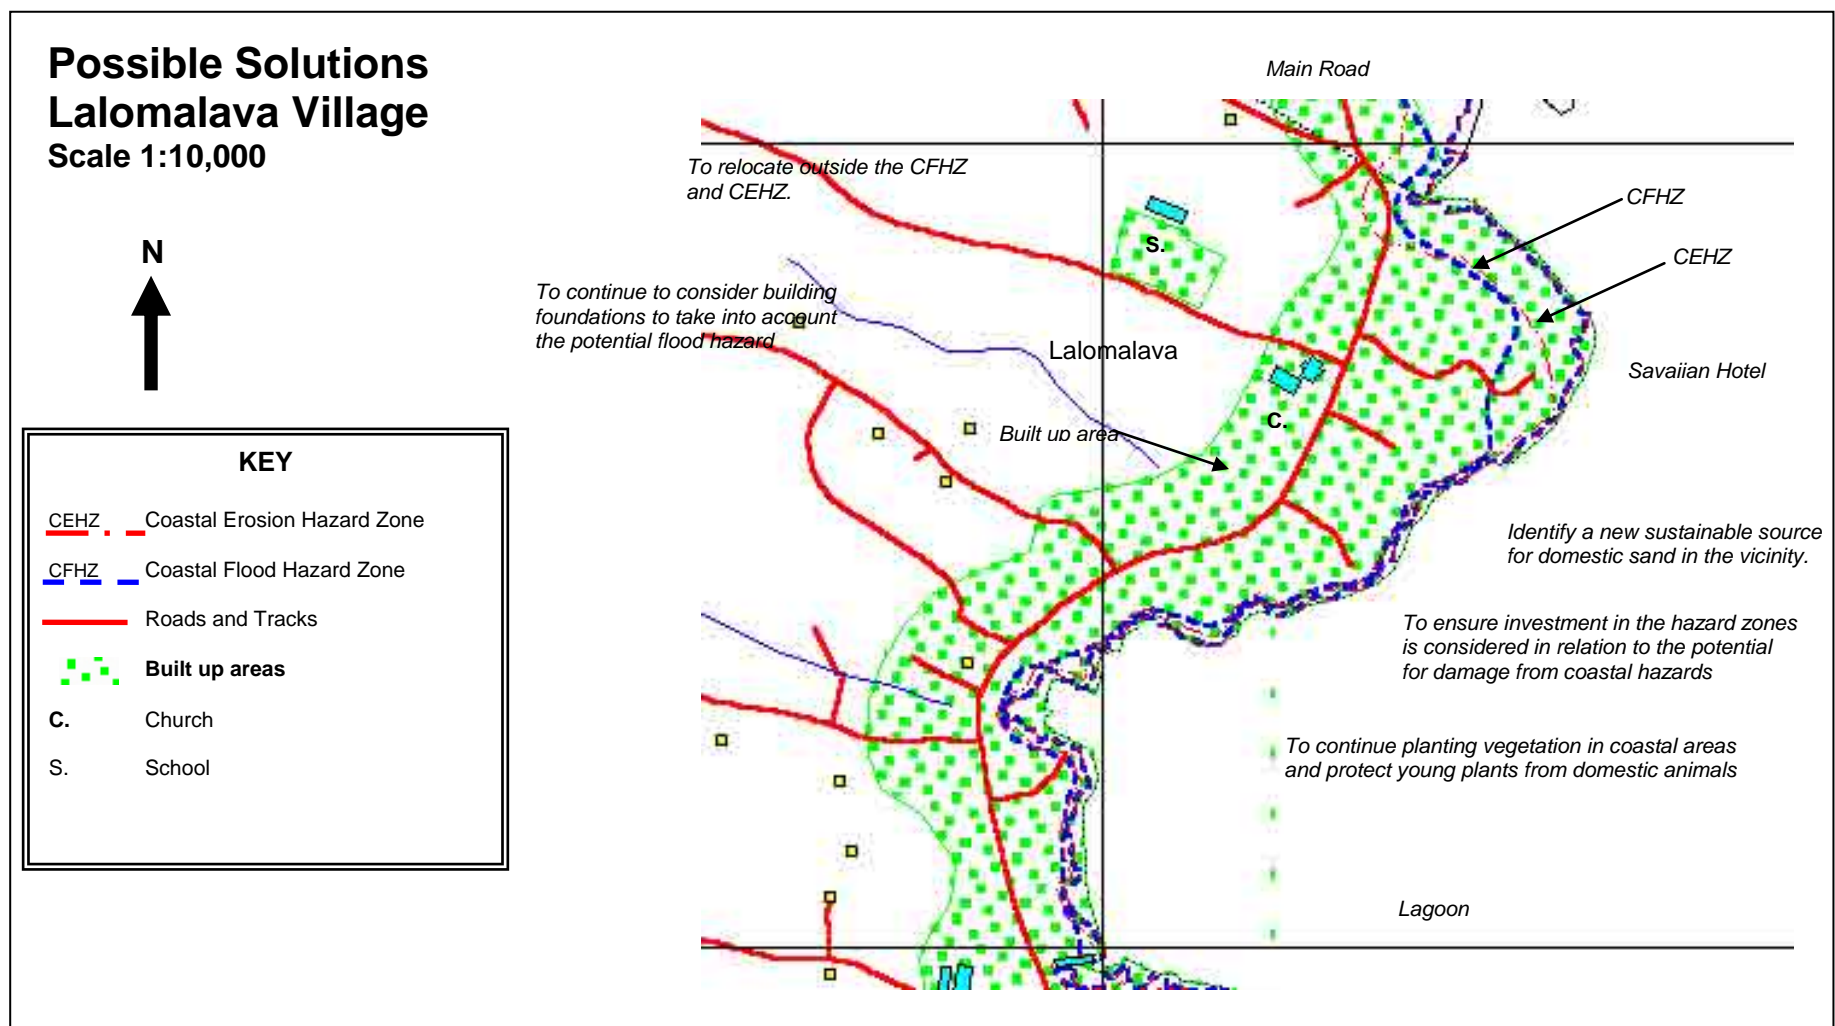 Possible Solutions
Lalomalava Village
Scale 1:10,000
N
Main Road
To relocate outside the CFHZ
and CEHZ.
CFHZ
S.
CEHZ
To continue to consider building
foundations to take into account
the potential flood hazard
Lalomalava
Savaiian Hotel
C.
Built up area
KEY
CEHZ Coastal Erosion Hazard Zone
CFHZ Coastal Flood Hazard Zone
Roads and Tracks
Built up areas
C. Church
S. School
Identify a new sustainable source
for domestic sand in the vicinity.
To ensure investment in the hazard zones
is considered in relation to the potential
for damage from coastal hazards
To continue planting vegetation in coastal areas
and protect young plants from domestic animals
Lagoon